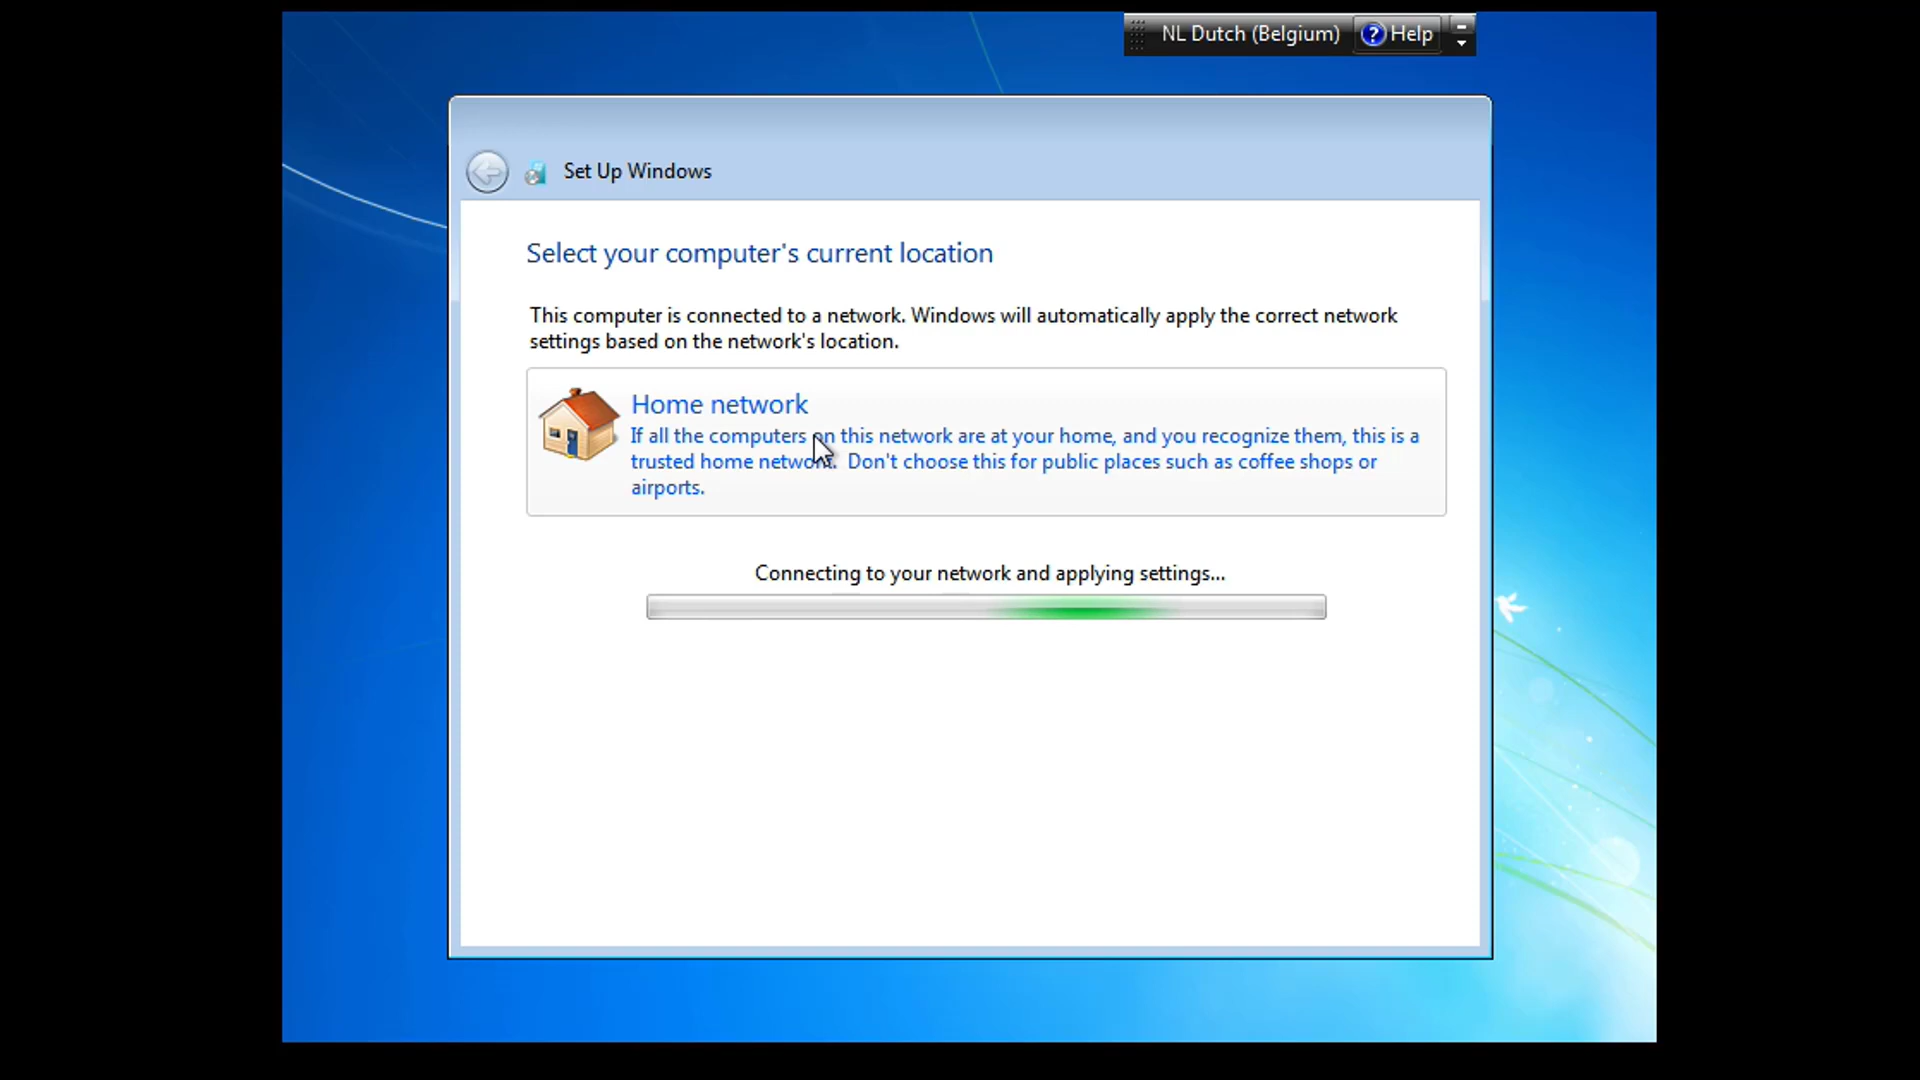 NL Dutch (Belgium) ? Help
Set Up Windows
Select your computer's current location
This computer is connected to a network. Windows will automatically apply the correct network
settings based on the network's location.
Home network
If all the computers on this network are at your home, and you recognize them, this is a
trusted home network. Don't choose this for public places such as coffee shops or
airports.
Connecting to your network and applying settings...